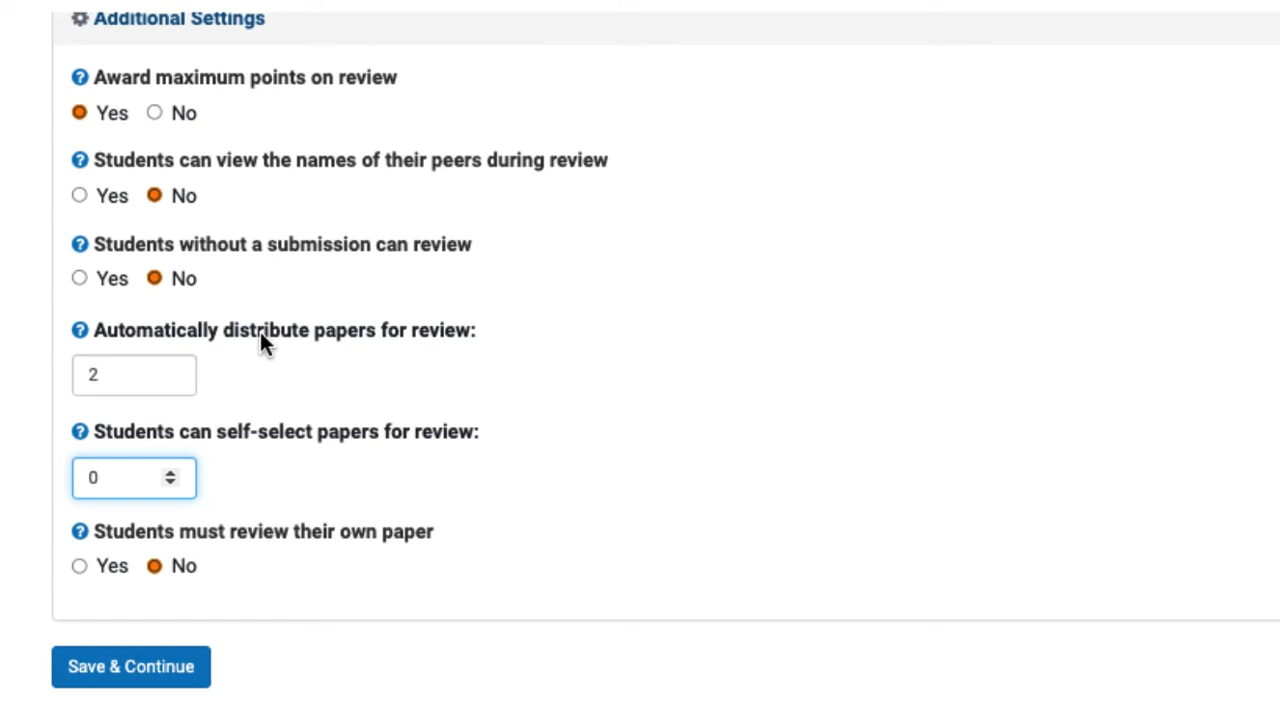 Additional Settings
Award maximum points on review
Yes No
Students can view the names of their peers during review
Yes No
Students without a submission can review
Yes No
Automatically distribute papers for review:
2
Students can self-select papers for review:
0
Students must review their own paper
Yes No
Save & Continue